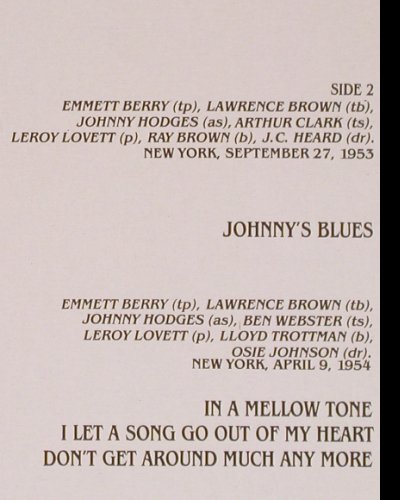 SIDE 2
EMMETT BERRY (tp), LAWRENCE BROWN (tb),
JOHNNY HODGES (as), ARTHUR CLARK (ts),
LEROY LOVETT (p), RAY BROWN (b), J.C. HEARD (dr).
NEW YORK, SEPTEMBER 27, 1953
JOHNNY'S BLUES
EMMETT BERRY (tp), LAWRENCE BROWN (tb),
JOHNNY HODGES (as), BEN WEBSTER (ts),
LEROY LOVETT (p), LLOYD TROTTMAN (b),
OSIE JOHNSON (dr).
NEW YORK, APRIL 9, 1954
IN A MELLOW TONE
I LET A SONG GO OUT OF MY HEART
DON'T GET AROUND MUCH ANY MORE